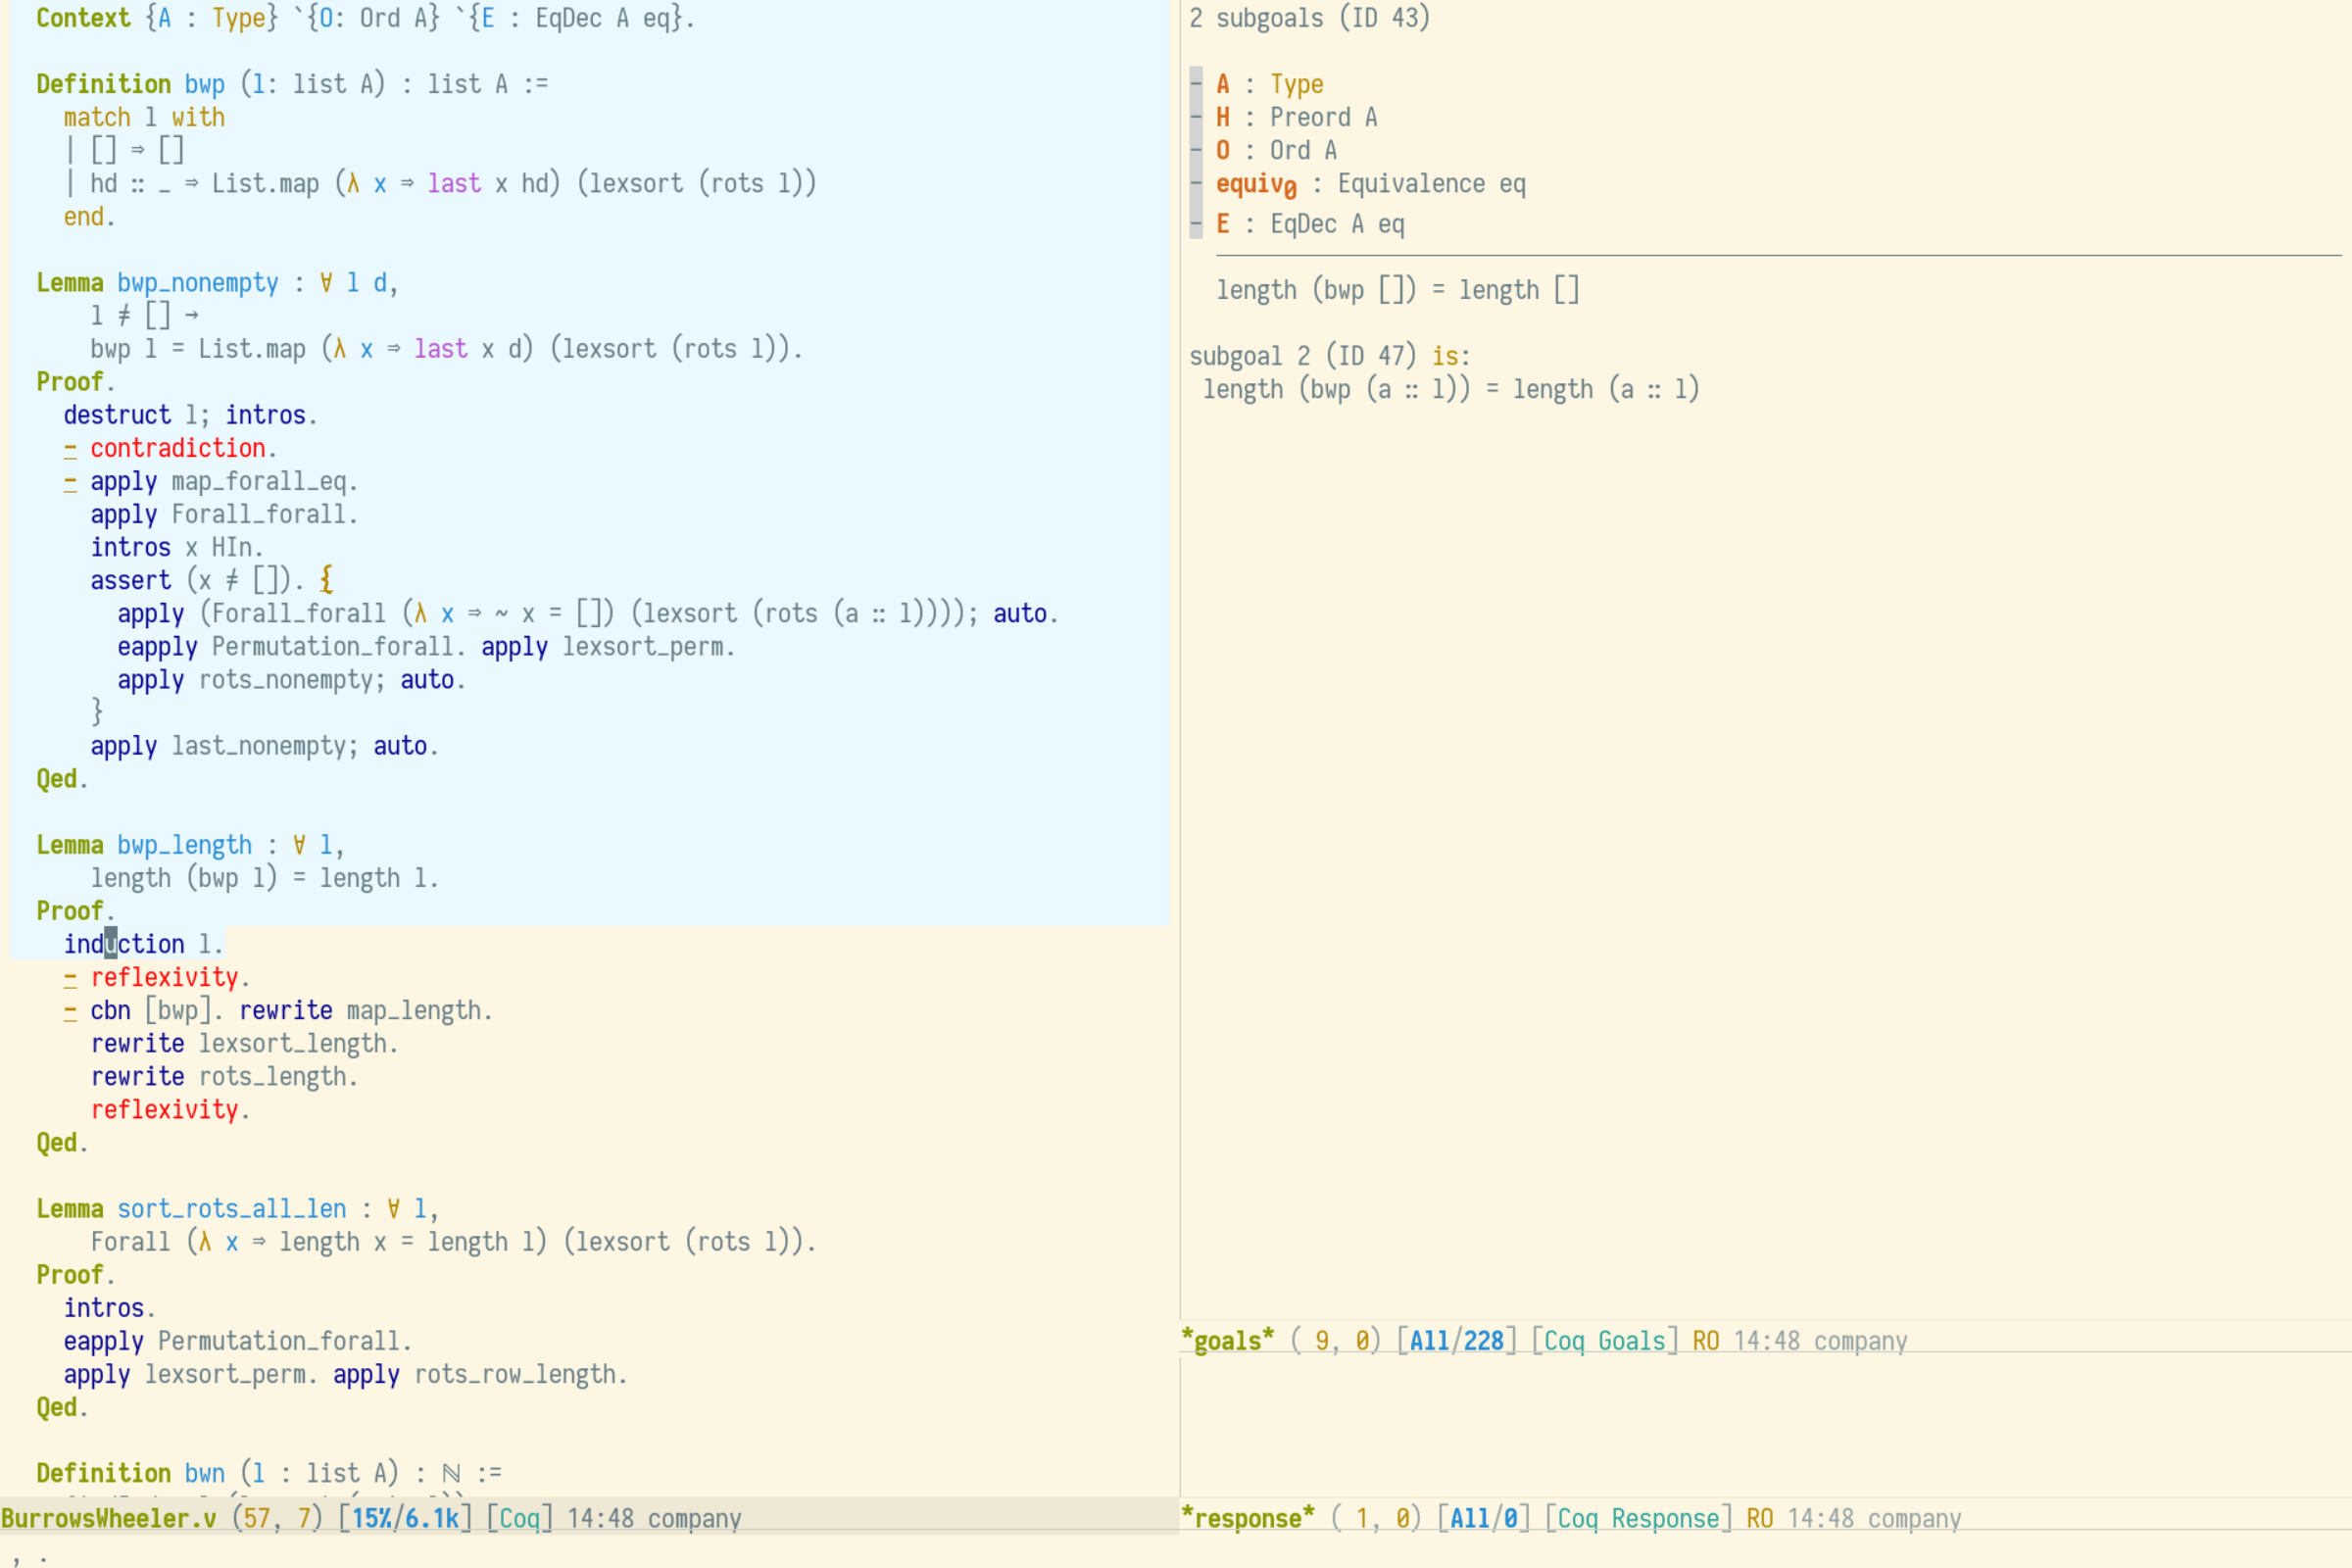 Context {A : Type} `{O: Ord A} `{E : EqDec A eq}.
Definition bwp (l: list A) : list A :=
match l with
| [] ⇒ []
| hd :: _ ⇒ List.map (λ x ⇒ last x hd) (lexsort (rots l))
end.
Lemma bwp_nonempty : ∀ l d,
l ≠ [] →
bwp l = List.map (λ x ⇒ last x d) (lexsort (rots l)).
Proof.
destruct l; intros.
- contradiction.
- apply map_forall_eq.
apply Forall_forall.
intros x HIn.
assert (x ≠ []). {
apply (Forall_forall (λ x ⇒ ~ x = []) (lexsort (rots (a :: l)))); auto.
eapply Permutation_forall. apply lexsort_perm.
apply rots_nonempty; auto.
}
apply last_nonempty; auto.
Qed.
Lemma bwp_length : ∀ l,
length (bwp l) = length l.
Proof.
induction l.
- reflexivity.
- cbn [bwp]. rewrite map_length.
rewrite lexsort_length.
rewrite rots_length.
reflexivity.
Qed.
Lemma sort_rots_all_len : ∀ l,
Forall (λ x ⇒ length x = length l) (lexsort (rots l)).
Proof.
intros.
eapply Permutation_forall.
apply lexsort_perm. apply rots_row_length.
Qed.
Definition bwn (l : list A) : ℕ :=
BurrowsWheeler.v (57, 7) [15%/6.1k] [Coq] 14:48 company
, .
2 subgoals (ID 43)
- A : Type
- H : Preord A
- O : Ord A
- equiv₀ : Equivalence eq
- E : EqDec A eq
length (bwp []) = length []
subgoal 2 (ID 47) is:
length (bwp (a :: l)) = length (a :: l)
*goals* ( 9, 0) [All/228] [Coq Goals] RO 14:48 company
*response* ( 1, 0) [All/0] [Coq Response] RO 14:48 company